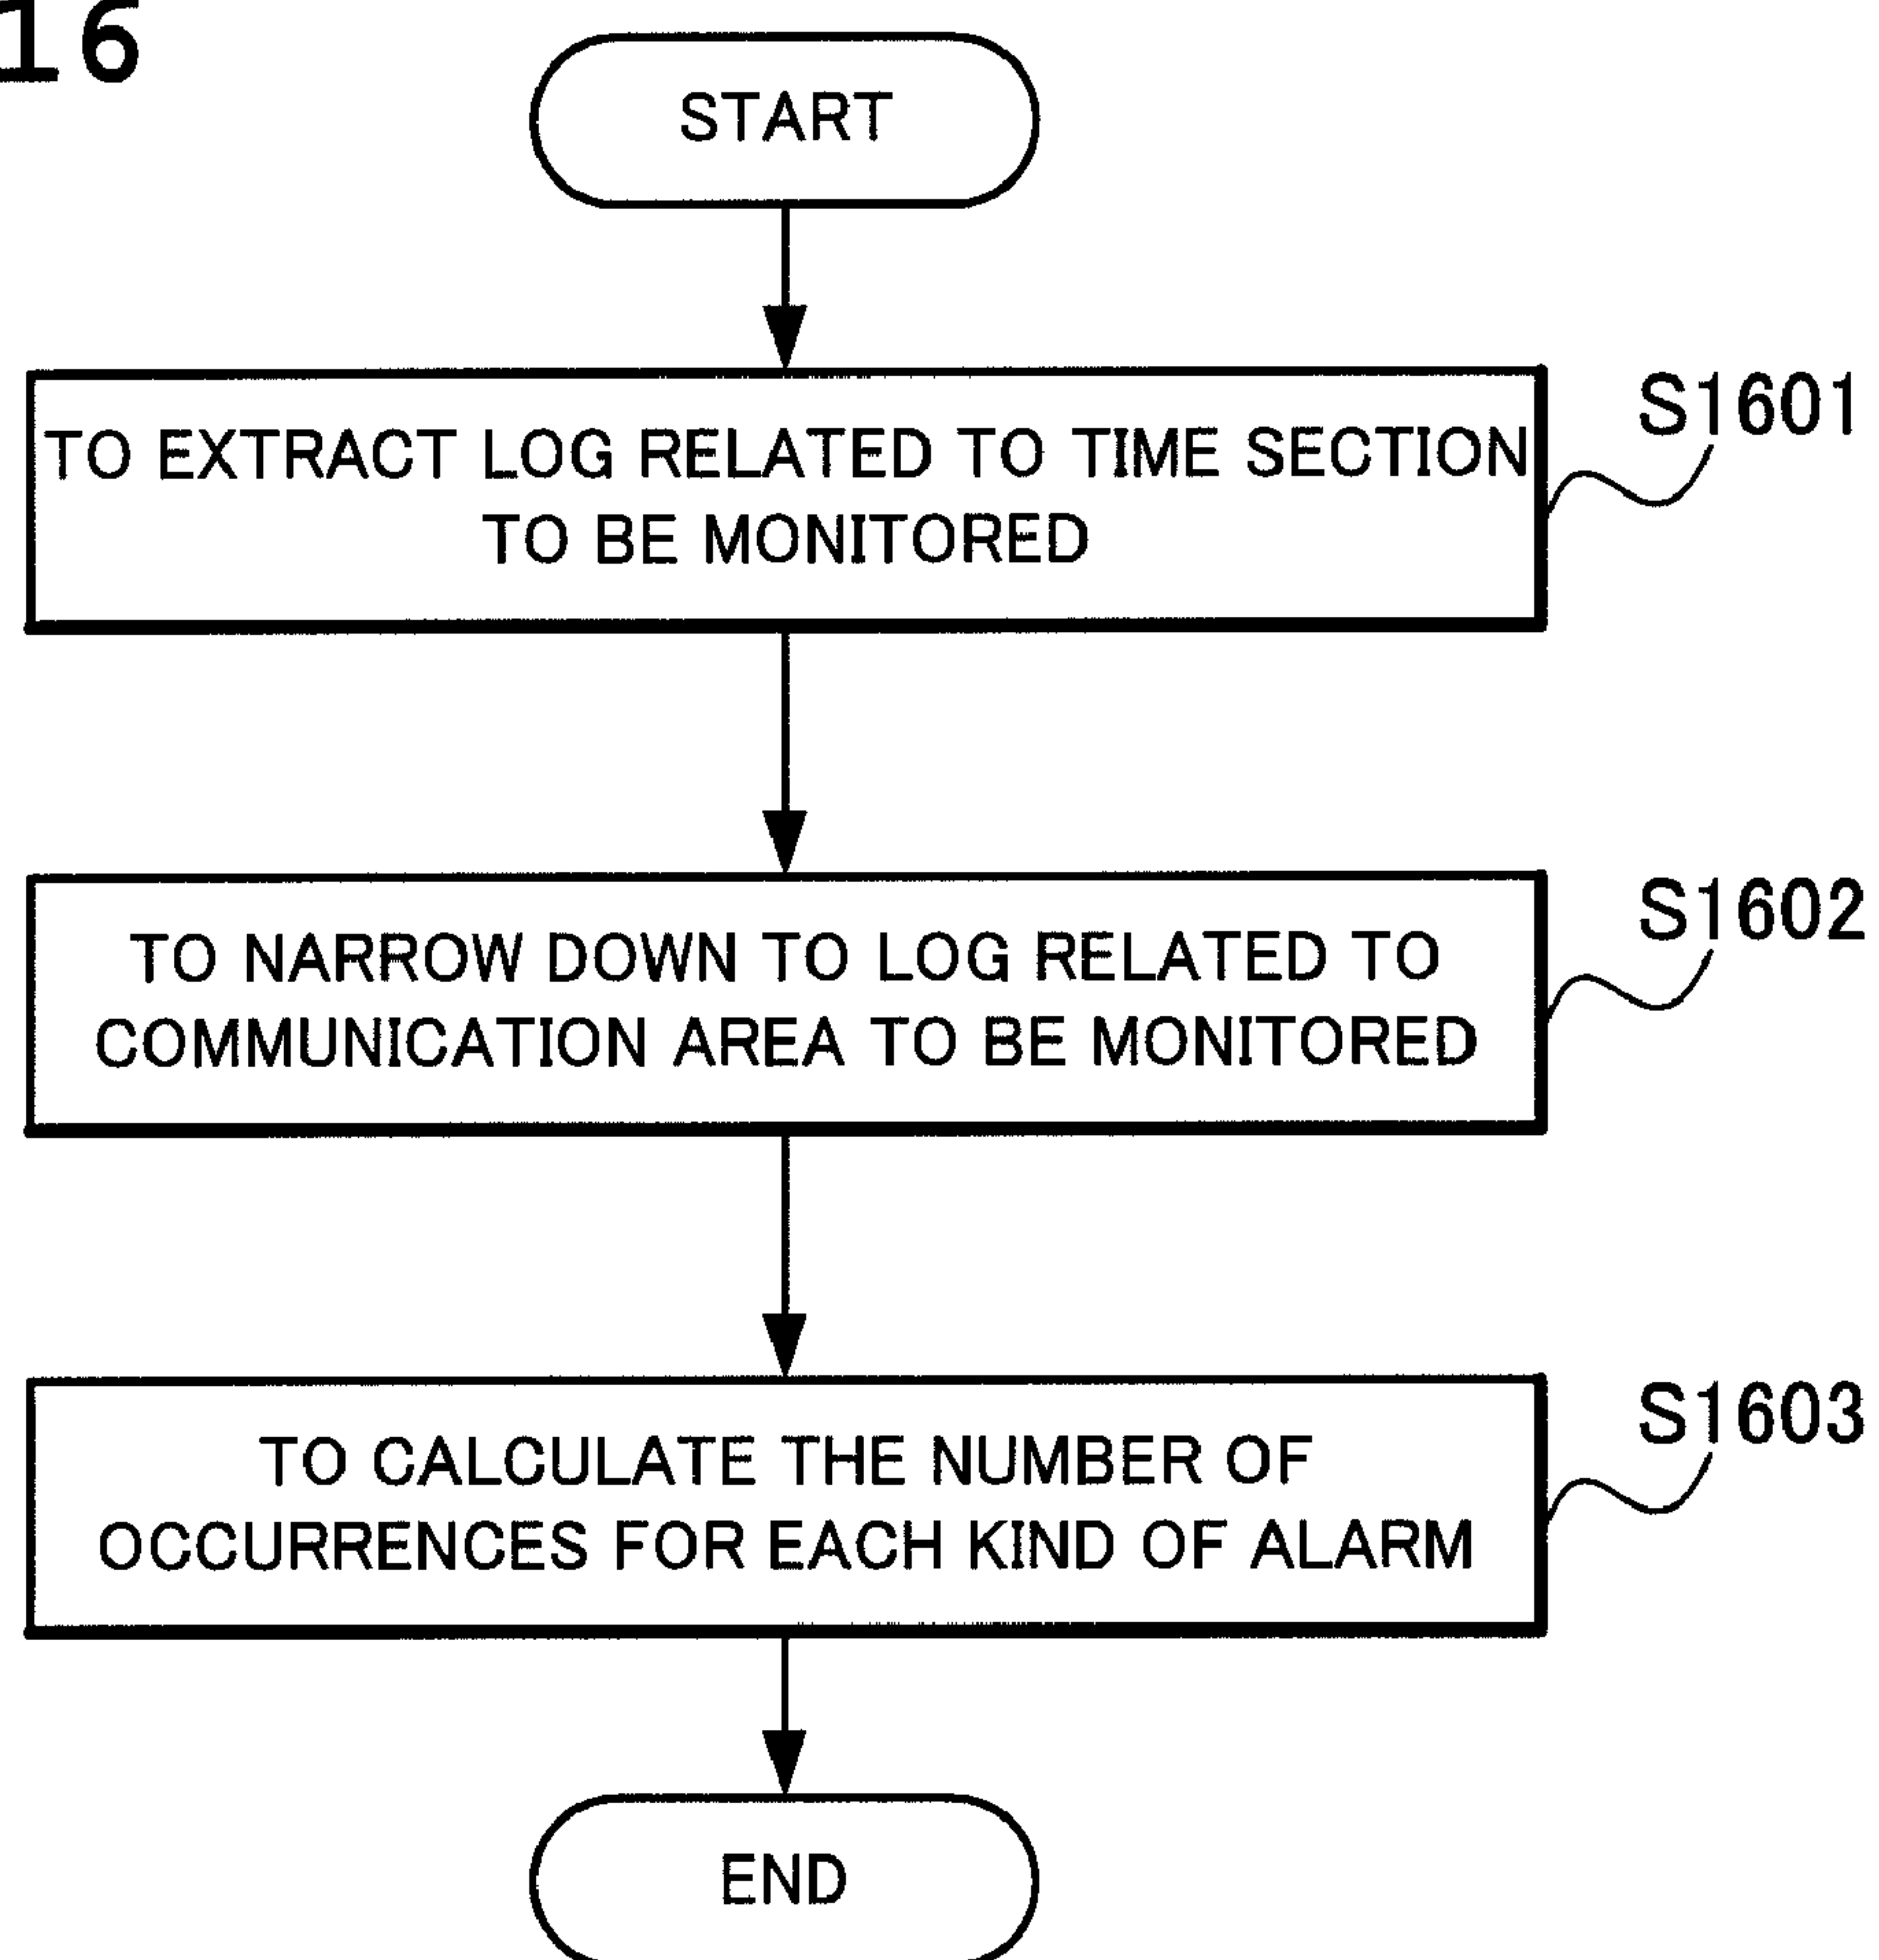 16
START
TO EXTRACT LOG RELATED TO TIME SECTION
TO BE MONITORED
S1601
TO NARROW DOWN TO LOG RELATED TO
COMMUNICATION AREA TO BE MONITORED
S1602
TO CALCULATE THE NUMBER OF
OCCURRENCES FOR EACH KIND OF ALARM
S1603
END